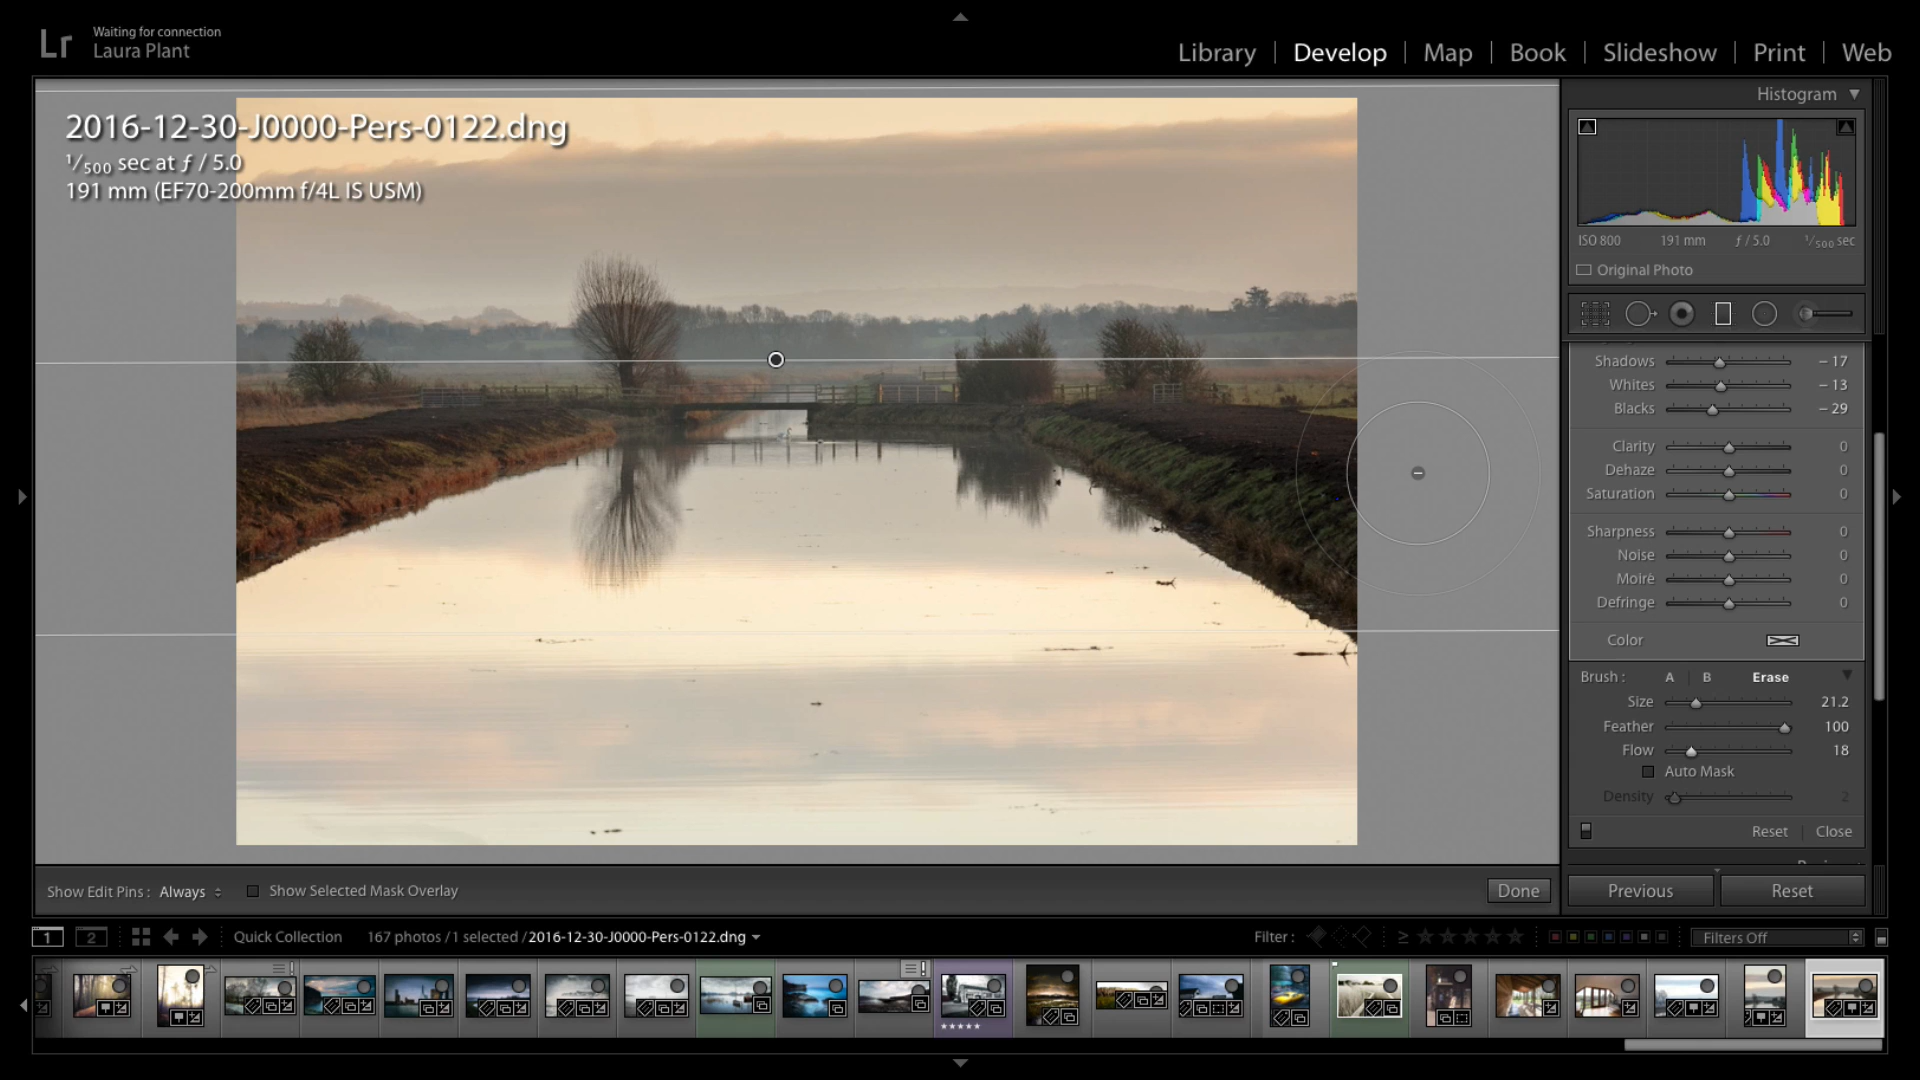 Lr
Waiting for connection
Laura Plant
Library | Develop | Map | Book | Slideshow | Print | Web
2016-12-30-J0000-Pers-0122.dng
1/500 sec at ƒ / 5.0
191 mm (EF70-200mm f/4L IS USM)
Histogram
ISO 800 191 mm ƒ / 5.0 1/500 sec
Original Photo
Shadows – 17
Whites – 13
Blacks – 29
Clarity 0
Dehaze 0
Saturation 0
Sharpness 0
Noise 0
Moiré 0
Defringe 0
Color
Brush : A B Erase
Size 21.2
Feather 100
Flow 18
Auto Mask
Density 2
Reset Close
Show Edit Pins : Always
Show Selected Mask Overlay
Done
Previous
Reset
1 2
Quick Collection
167 photos / 1 selected / 2016-12-30-J0000-Pers-0122.dng
Filter :
≥
Filters Off